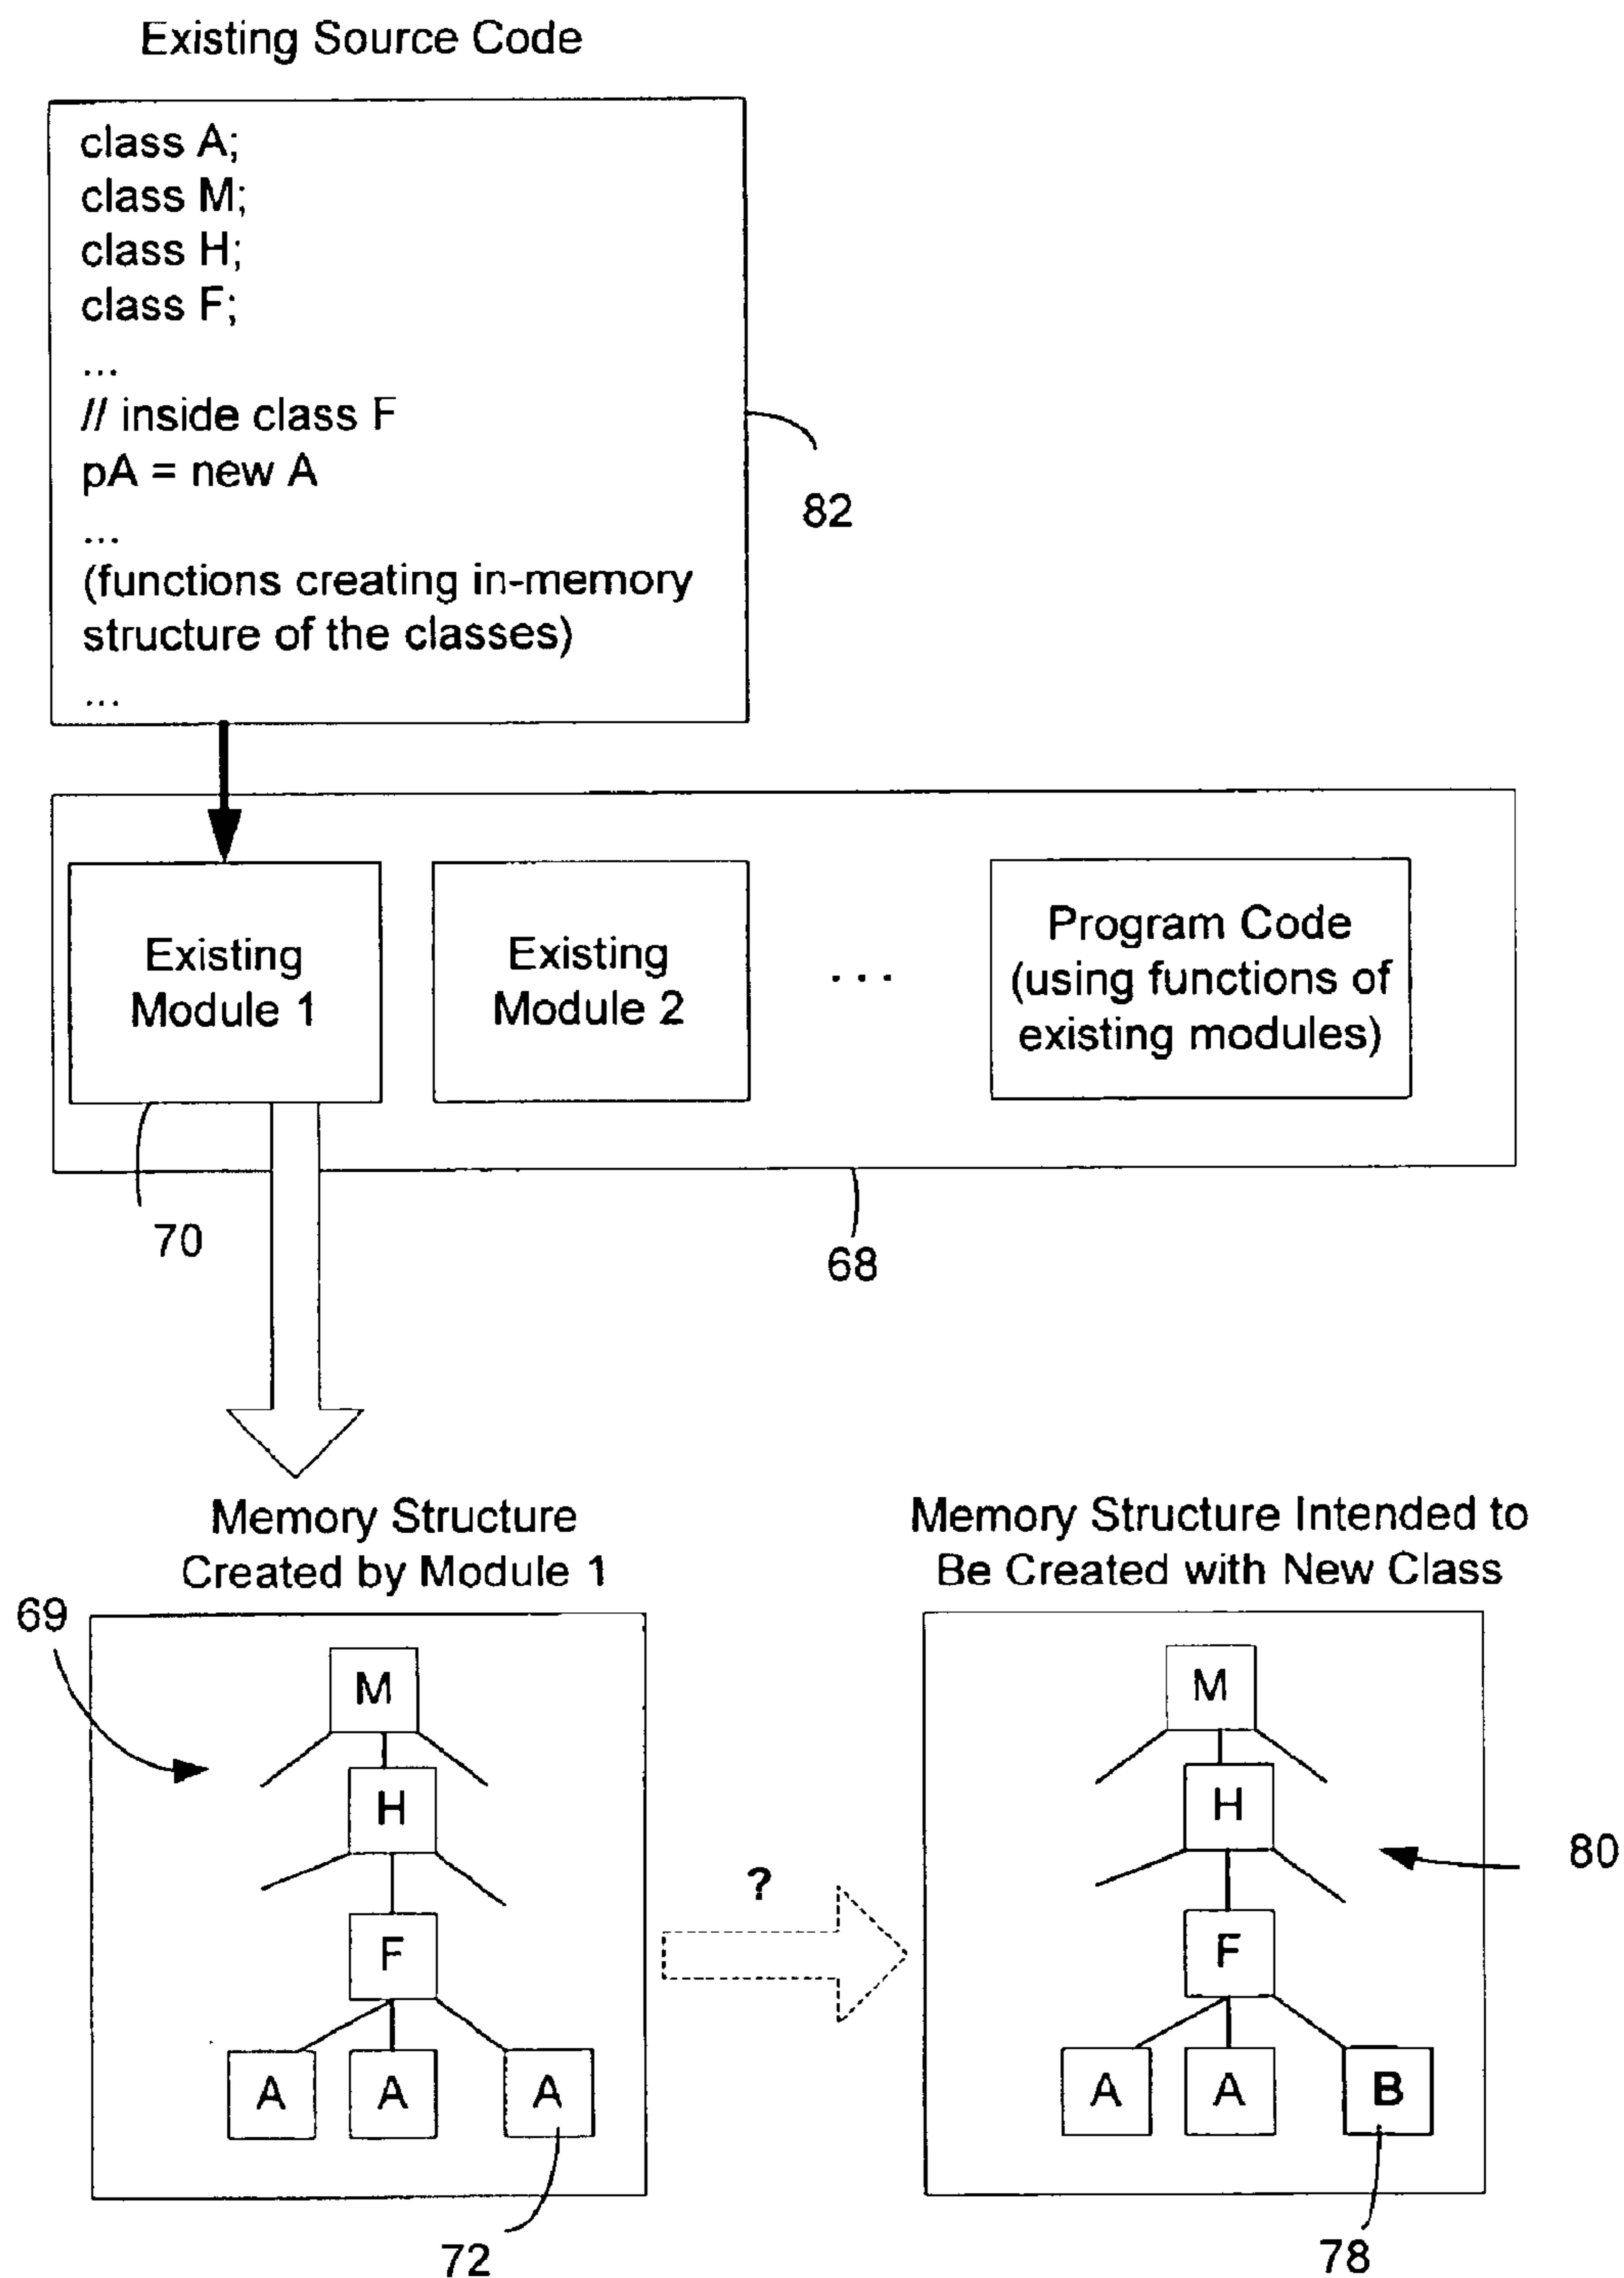 Existing Source Code
class A;
class M;
class H;
class F;
...
// inside class F
pA = new A
...
(functions creating in-memory
structure of the classes)
...
82
Existing
Module 1
Existing
Module 2
...
Program Code
(using functions of
existing modules)
70
68
Memory Structure
Created by Module 1
Memory Structure Intended to
Be Created with New Class
69
M
H
F
A A A
72
?
M
H
F
A A B
80
78